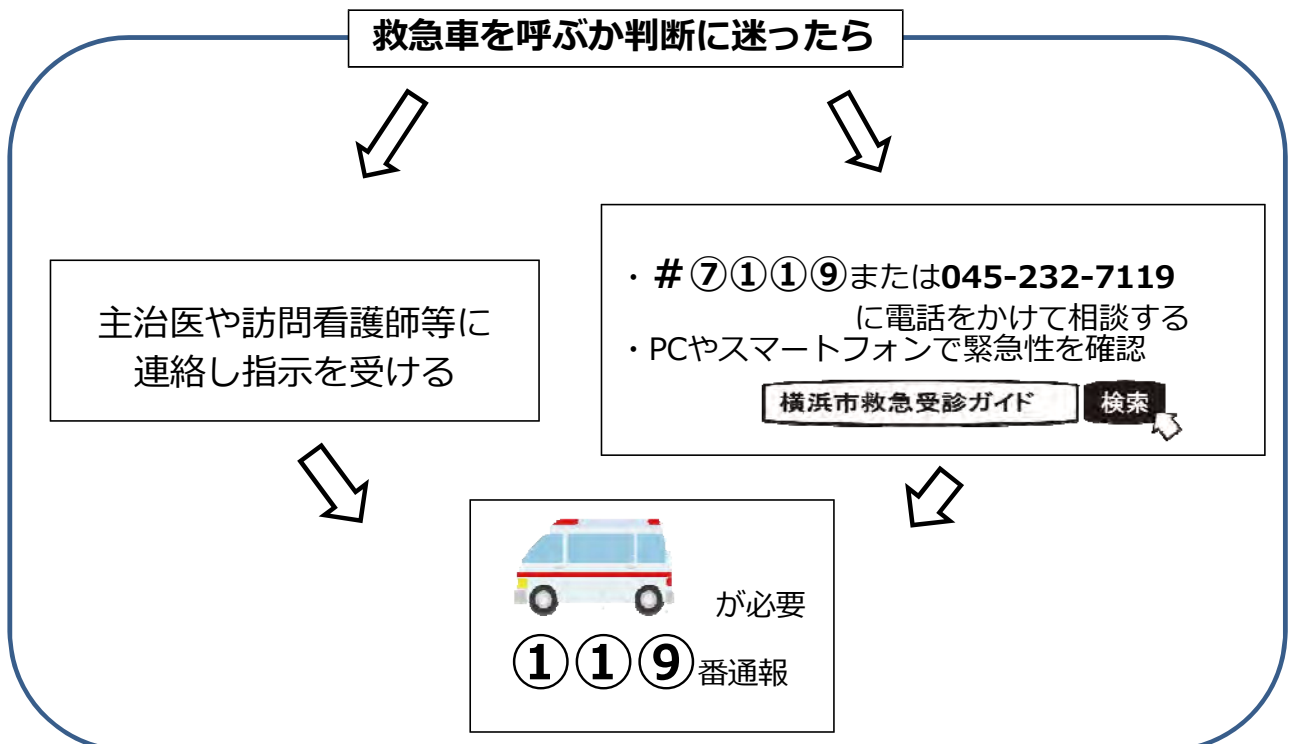 救急車を呼ぶか判断に迷ったら
主治医や訪問看護師等に
連絡し指示を受ける
・#⑦①①⑨または045-232-7119
に電話をかけて相談する
・PCやスマートフォンで緊急性を確認
横浜市救急受診ガイド 検索
が必要
①①⑨番通報